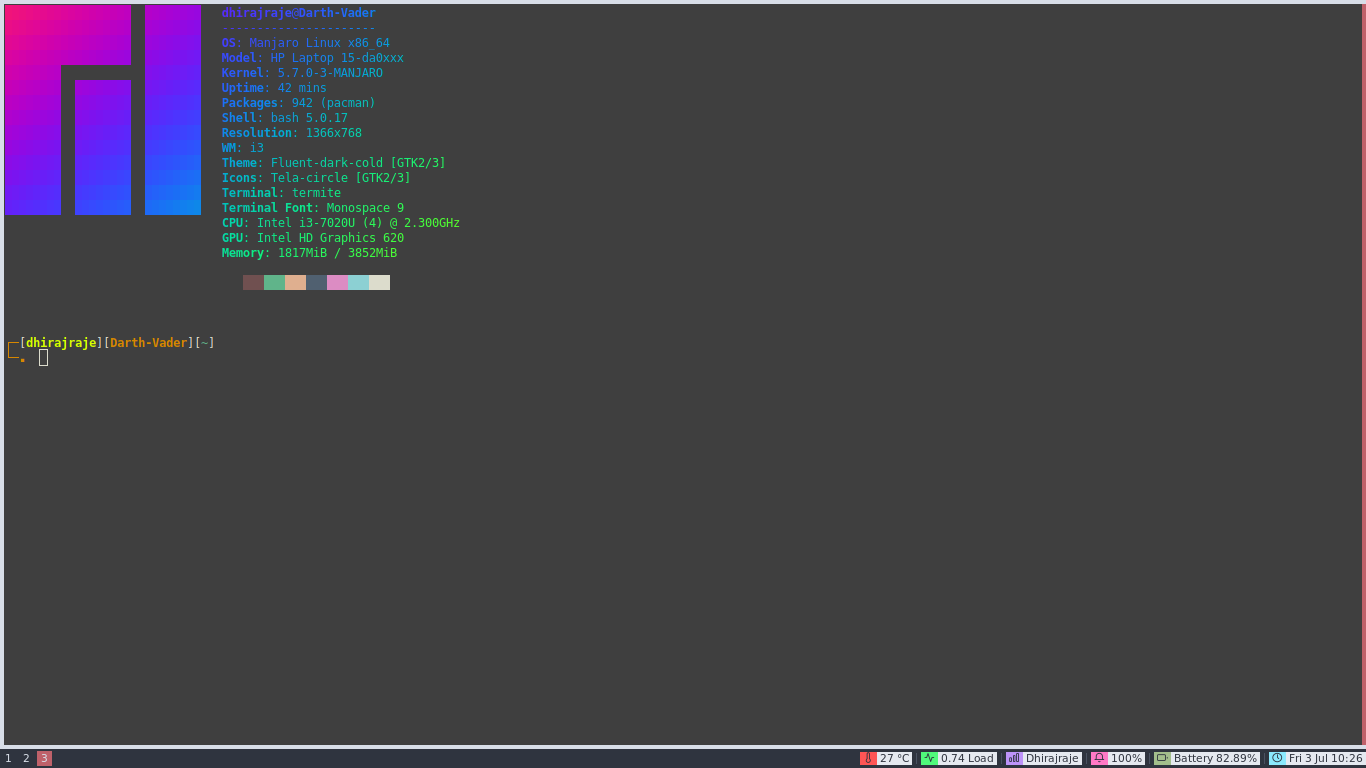 dhirajraje@Darth-Vader
----------------------
OS: Manjaro Linux x86_64
Model: HP Laptop 15-da0xxx
Kernel: 5.7.0-3-MANJARO
Uptime: 42 mins
Packages: 942 (pacman)
Shell: bash 5.0.17
Resolution: 1366x768
WM: i3
Theme: Fluent-dark-cold [GTK2/3]
Icons: Tela-circle [GTK2/3]
Terminal: termite
Terminal Font: Monospace 9
CPU: Intel i3-7020U (4) @ 2.300GHz
GPU: Intel HD Graphics 620
Memory: 1817MiB / 3852MiB
┌─[dhirajraje][Darth-Vader][~]
└─▪
1 2 3 27 °C 0.74 Load Dhirajraje 100% Battery 82.89% Fri 3 Jul 10:26